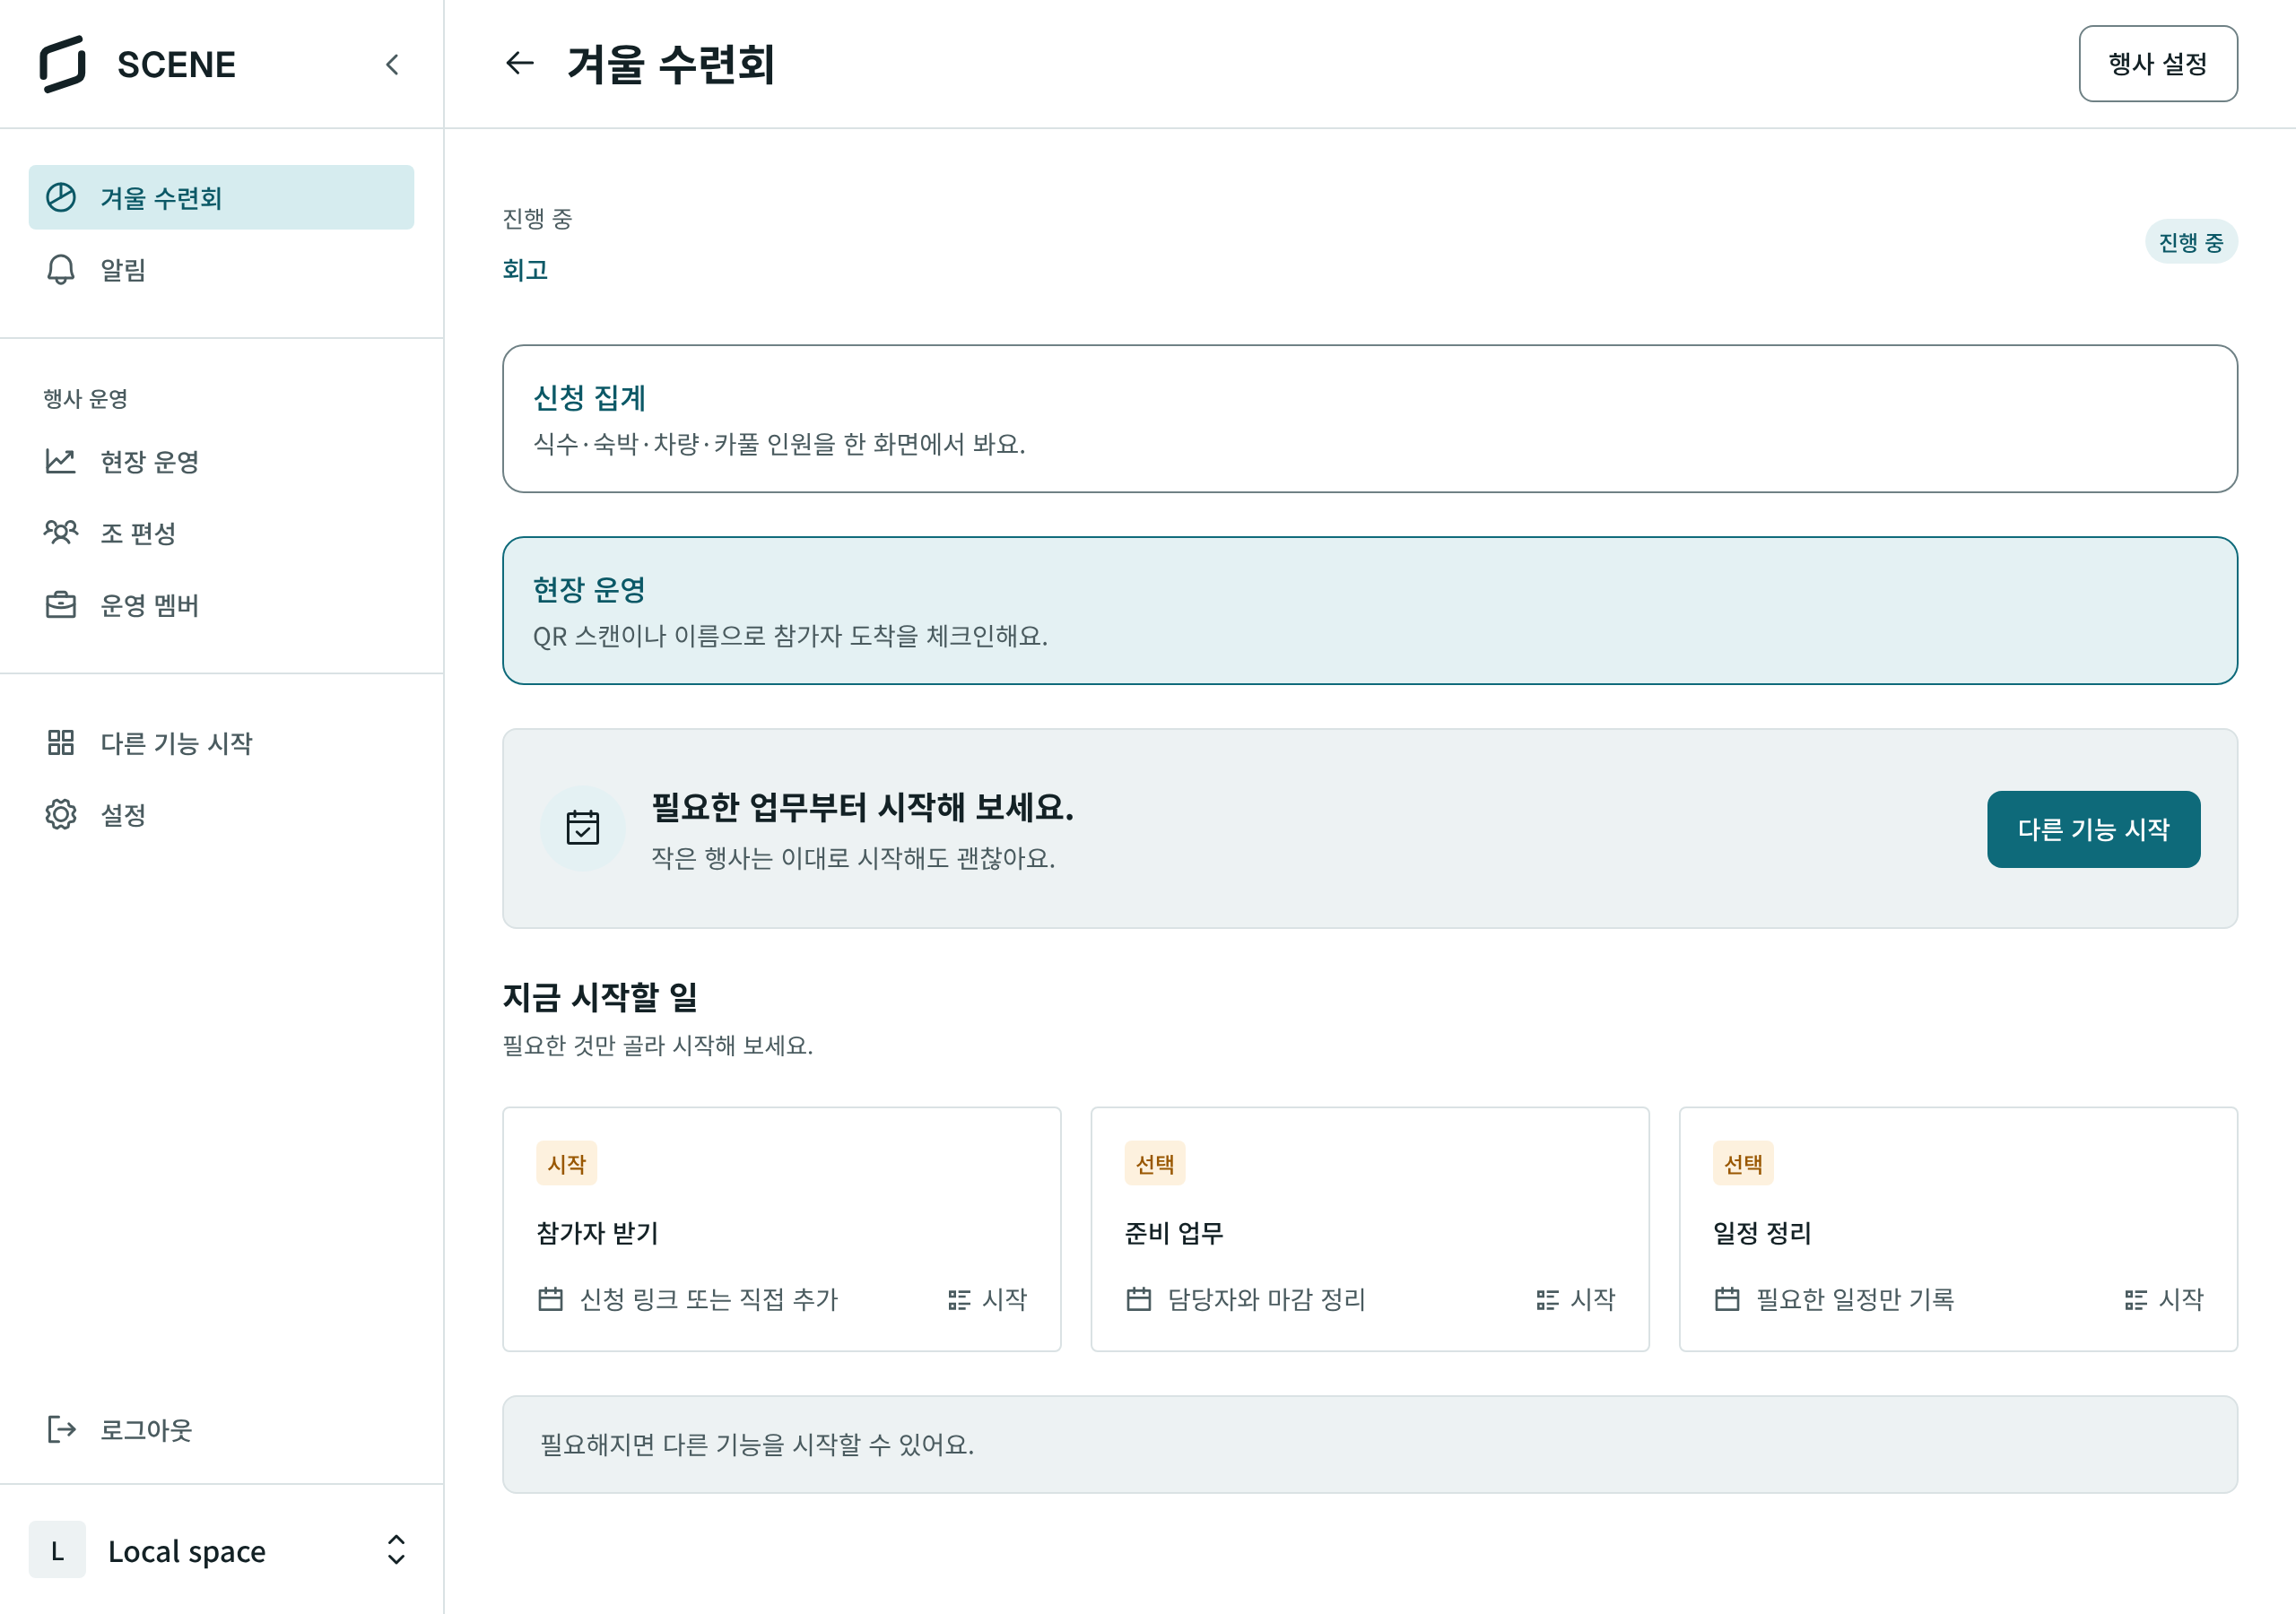 SCENE
겨울 수련회
알림
행사 운영
현장 운영
조 편성
운영 멤버
다른 기능 시작
설정
로그아웃
L
Local space
겨울 수련회
행사 설정
진행 중
회고
진행 중
신청 집계
식수·숙박·차량·카풀 인원을 한 화면에서 봐요.
현장 운영
QR 스캔이나 이름으로 참가자 도착을 체크인해요.
필요한 업무부터 시작해 보세요.
작은 행사는 이대로 시작해도 괜찮아요.
다른 기능 시작
지금 시작할 일
필요한 것만 골라 시작해 보세요.
시작
참가자 받기
신청 링크 또는 직접 추가
시작
선택
준비 업무
담당자와 마감 정리
시작
선택
일정 정리
필요한 일정만 기록
시작
필요해지면 다른 기능을 시작할 수 있어요.